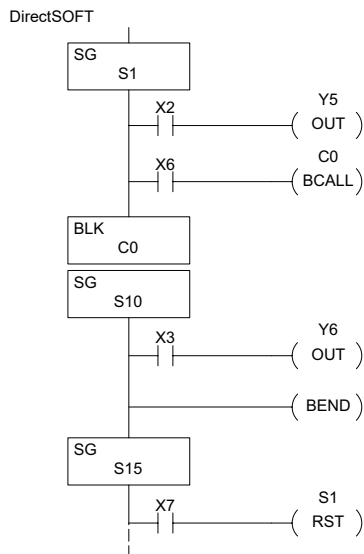 DirectSOFT
SG
S1
X2
Y5
OUT
X6
C0
BCALL
BLK
C0
SG
S10
X3
Y6
OUT
BEND
SG
S15
X7
S1
RST